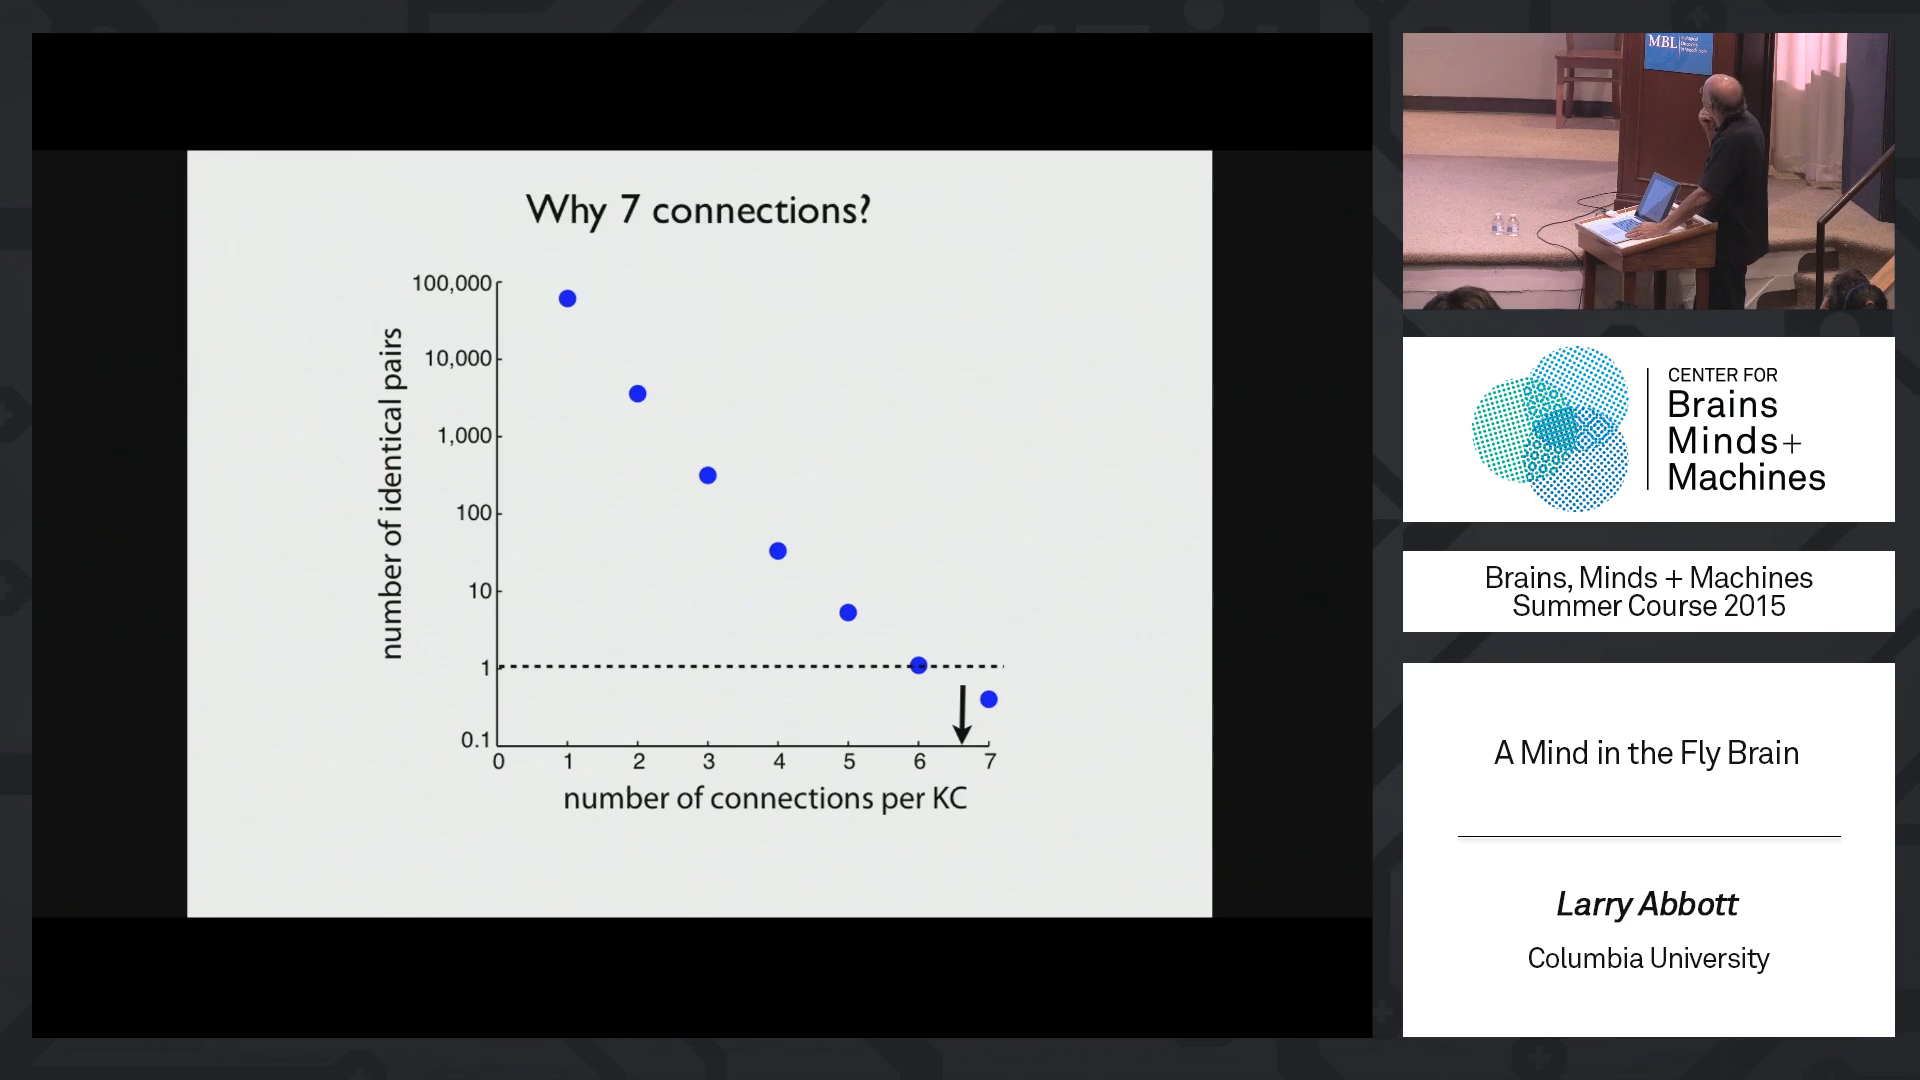 Why 7 connections?
100,000
10,000
1,000
100
10
1
0.1
number of identical pairs
0 1 2 3 4 5 6 7
number of connections per KC
MBL
CENTER FOR
Brains
Minds+
Machines
Brains, Minds + Machines
Summer Course 2015
A Mind in the Fly Brain
Larry Abbott
Columbia University